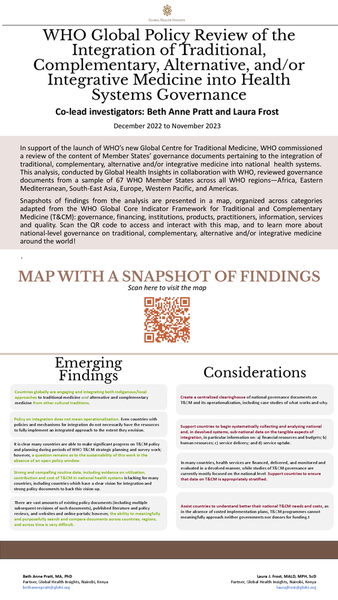 GLOBAL HEALTH INSIGHTS
WHO Global Policy Review of the
Integration of Traditional,
Complementary, Alternative, and/or
Integrative Medicine into Health
Systems Governance
Co-lead investigators: Beth Anne Pratt and Laura Frost
December 2022 to November 2023
In support of the launch of WHO's new Global Centre for Traditional Medicine, WHO commissioned
a review of the content of Member States' governance documents pertaining to the integration of
traditional, complementary, alternative and/or integrative medicine into national health systems.
This analysis, conducted by Global Health Insights in collaboration with WHO, reviewed governance
documents from a sample of 67 WHO Member States across all WHO regions—Africa, Eastern
Mediterranean, South-East Asia, Europe, Western Pacific, and Americas.
Snapshots of findings from the analysis are presented in a map, organized across categories
adapted from the WHO Global Core Indicator Framework for Traditional and Complementary
Medicine (T&CM): governance, financing, institutions, products, practitioners, information, services
and quality. Scan the QR code to access and interact with this map, and to learn more about
national-level governance on traditional, complementary, alternative and/or integrative medicine
around the world!
MAP WITH A SNAPSHOT OF FINDINGS
Scan here to visit the map
Emerging
Findings
Considerations
Countries globally are engaging and integrating both indigenous/local
approaches to traditional medicine and alternative and complementary
medicine from other cultural traditions.
Policy on integration does not mean operationalization. Even countries with
policies and mechanisms for integration do not necessarily have the resources
to fully implement an integrated approach to the extent they envision.
It is clear many countries are able to make significant progress on T&CM policy
and planning during periods of WHO T&CM strategic planning and survey work;
however, a question remains as to the sustainability of this work in the
absence of an open policy window.
Strong and compelling routine data, including evidence on utilization,
contribution and cost of T&CM in national health systems is lacking for many
countries, including countries which have a clear vision for integration and
strong policy documents to back this vision up.
There are vast amounts of existing policy documents (including multiple
subsequent revisions of such documents), published literature and policy
reviews, and websites and online portals; however, the ability to meaningfully
and purposefully search and compare documents across countries, regions,
and across time is very difficult.
Create a centralized clearinghouse of national governance documents on
T&CM and its operationalization, including case studies of what works and why.
Support countries to begin systematically collecting and analysing national
and, in devolved systems, sub-national data on the tangible aspects of
integration, in particular information on: a) financial resources and budgets; b)
human resources; c) service delivery; and d) service uptake.
In many countries, health services are financed, delivered, and monitored and
evaluated in a devolved manner, while studies of T&CM governance are
currently mostly focused on the national level. Support countries to ensure
that data on T&CM is appropriately stratified.
Assist countries to understand better their national T&CM needs and costs, as
in the absence of costed implementation plans, T&CM programmes cannot
meaningfully approach neither governments nor donors for funding.
Beth Anne Pratt, MA, PhD
Partner, Global Health Insights, Nairobi, Kenya
bethannepratt@globi.org
Laura J. Frost, MALD, MPH, ScD
Partner, Global Health Insights, Nairobi, Kenya
laurafrost@globi.org